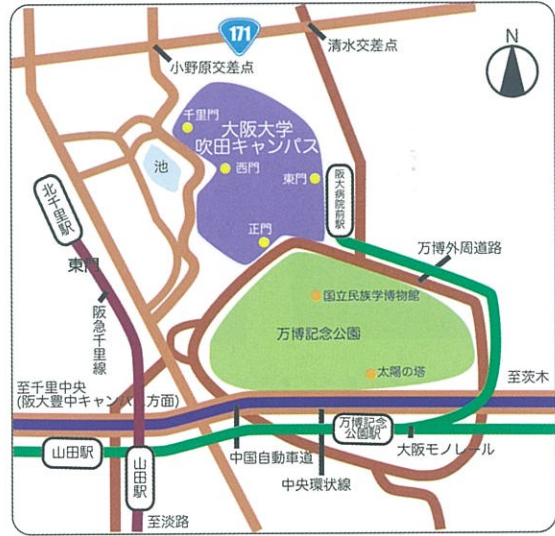 171
清水交差点
N
小野原交差点
千里門
大阪大学
吹田キャンパス
池
西門
東門
阪大病院前駅
北千里駅
正門
東門
万博外周道路
阪急千里線
国立民族学博物館
万博記念公園
太陽の塔
至千里中央
(阪大豊中キャンパス方面)
至茨木
万博記念
公園駅
山田駅
山田駅
中国自動車道
大阪モノレール
中央環状線
至淡路